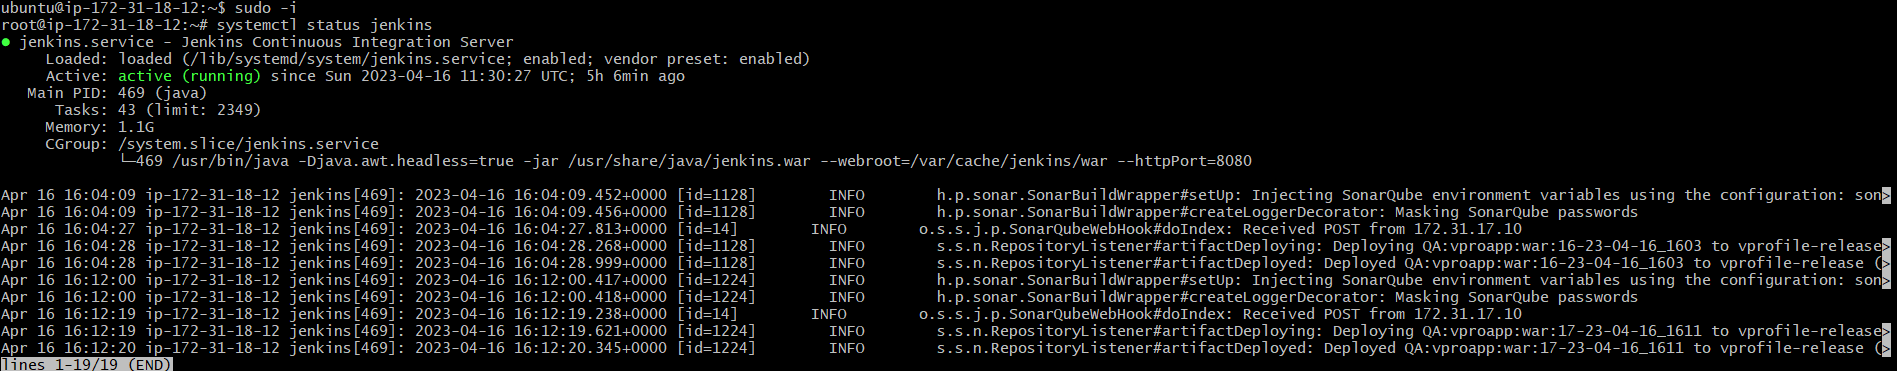 ubuntu@ip-172-31-18-12:~$ sudo -i
root@ip-172-31-18-12:~# systemctl status jenkins
● jenkins.service - Jenkins Continuous Integration Server
     Loaded: loaded (/lib/systemd/system/jenkins.service; enabled; vendor preset: enabled)
     Active: active (running) since Sun 2023-04-16 11:30:27 UTC; 5h 6min ago
   Main PID: 469 (java)
      Tasks: 43 (limit: 2349)
     Memory: 1.1G
     CGroup: /system.slice/jenkins.service
             └─469 /usr/bin/java -Djava.awt.headless=true -jar /usr/share/java/jenkins.war --webroot=/var/cache/jenkins/war --httpPort=8080
Apr 16 16:04:09 ip-172-31-18-12 jenkins[469]: 2023-04-16 16:04:09.452+0000 [id=1128]        INFO        h.p.sonar.SonarBuildWrapper#setUp: Injecting SonarQube environment variables using the configuration: son>
Apr 16 16:04:09 ip-172-31-18-12 jenkins[469]: 2023-04-16 16:04:09.456+0000 [id=1128]        INFO        h.p.sonar.SonarBuildWrapper#createLoggerDecorator: Masking SonarQube passwords
Apr 16 16:04:27 ip-172-31-18-12 jenkins[469]: 2023-04-16 16:04:27.813+0000 [id=14]        INFO        o.s.s.j.p.SonarQubeWebHook#doIndex: Received POST from 172.31.17.10
Apr 16 16:04:28 ip-172-31-18-12 jenkins[469]: 2023-04-16 16:04:28.268+0000 [id=1128]        INFO        s.s.n.RepositoryListener#artifactDeploying: Deploying QA:vproapp:war:16-23-04-16_1603 to vprofile-release>
Apr 16 16:04:28 ip-172-31-18-12 jenkins[469]: 2023-04-16 16:04:28.999+0000 [id=1128]        INFO        s.s.n.RepositoryListener#artifactDeployed: Deployed QA:vproapp:war:16-23-04-16_1603 to vprofile-release (>
Apr 16 16:12:00 ip-172-31-18-12 jenkins[469]: 2023-04-16 16:12:00.417+0000 [id=1224]        INFO        h.p.sonar.SonarBuildWrapper#setUp: Injecting SonarQube environment variables using the configuration: son>
Apr 16 16:12:00 ip-172-31-18-12 jenkins[469]: 2023-04-16 16:12:00.418+0000 [id=1224]        INFO        h.p.sonar.SonarBuildWrapper#createLoggerDecorator: Masking SonarQube passwords
Apr 16 16:12:19 ip-172-31-18-12 jenkins[469]: 2023-04-16 16:12:19.238+0000 [id=14]        INFO        o.s.s.j.p.SonarQubeWebHook#doIndex: Received POST from 172.31.17.10
Apr 16 16:12:19 ip-172-31-18-12 jenkins[469]: 2023-04-16 16:12:19.621+0000 [id=1224]        INFO        s.s.n.RepositoryListener#artifactDeploying: Deploying QA:vproapp:war:17-23-04-16_1611 to vprofile-release>
Apr 16 16:12:20 ip-172-31-18-12 jenkins[469]: 2023-04-16 16:12:20.345+0000 [id=1224]        INFO        s.s.n.RepositoryListener#artifactDeployed: Deployed QA:vproapp:war:17-23-04-16_1611 to vprofile-release (>
lines 1-19/19 (END)